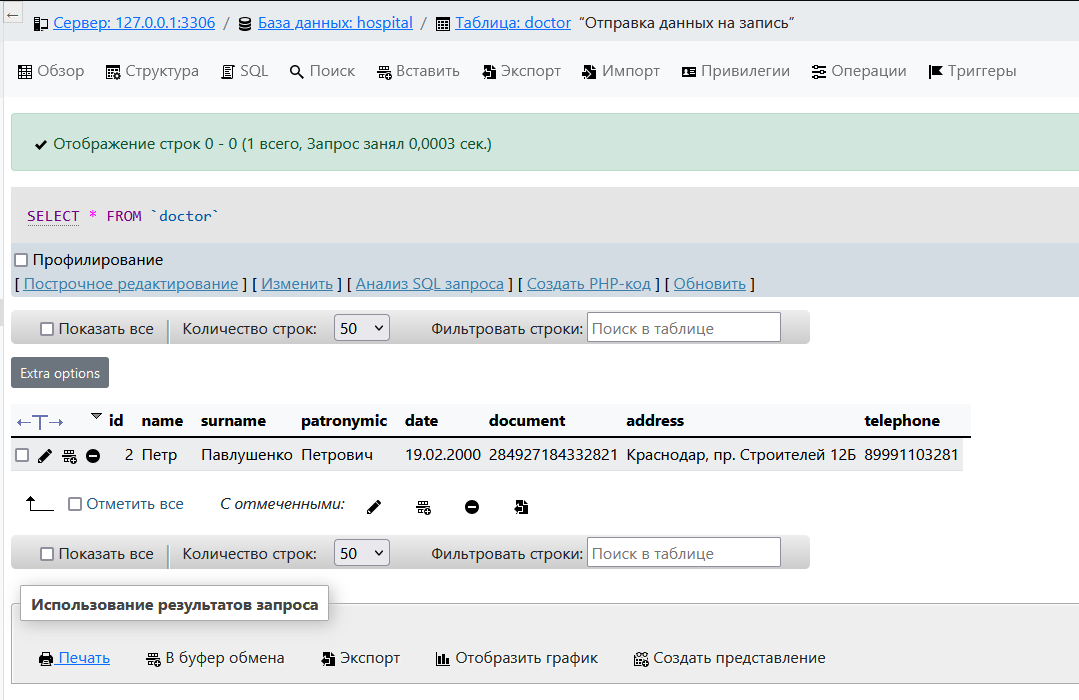 ←
Сервер: 127.0.0.1:3306 / База данных: hospital / Таблица: doctor “Отправка данных на запись”
Обзор Структура SQL Поиск Вставить Экспорт Импорт Привилегии Операции Триггеры
Отображение строк 0 - 0 (1 всего, Запрос занял 0,0003 сек.)
SELECT * FROM `doctor`
Профилирование
[ Построчное редактирование ] [ Изменить ] [ Анализ SQL запроса ] [ Создать PHP-код ] [ Обновить ]
Показать все Количество строк: 50 Фильтровать строки: Поиск в таблице
Extra options
←T→ id name surname patronymic date document address telephone
2 Петр Павлушенко Петрович 19.02.2000 284927184332821 Краснодар, пр. Строителей 12Б 89991103281
Отметить все С отмеченными:
Показать все Количество строк: 50 Фильтровать строки: Поиск в таблице
Использование результатов запроса
Печать В буфер обмена Экспорт Отобразить график Создать представление